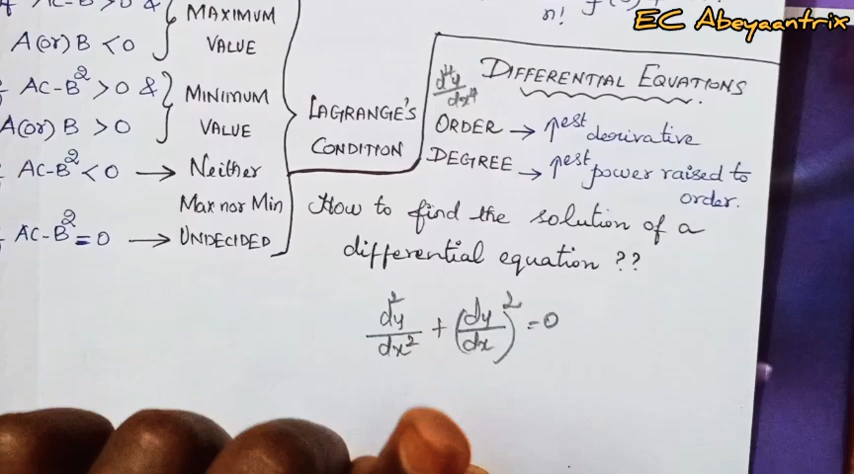 AC-B² > 0 &
A(or) B < 0
MAXIMUM
VALUE
AC-B² > 0 &
A(or) B > 0
MINIMUM
VALUE
AC-B² < 0 → Neither
Max nor Min
AC-B² = 0 → UNDECIDED
LAGRANGE'S
CONDITION
n!
EC Abeyaantrix
DIFFERENTIAL EQUATIONS
d⁴y/dx⁴
ORDER → ↑est derivative
DEGREE → ↑est power raised to
order.
How to find the solution of a
differential equation ??
d²y/dx² + (dy/dx)² = 0